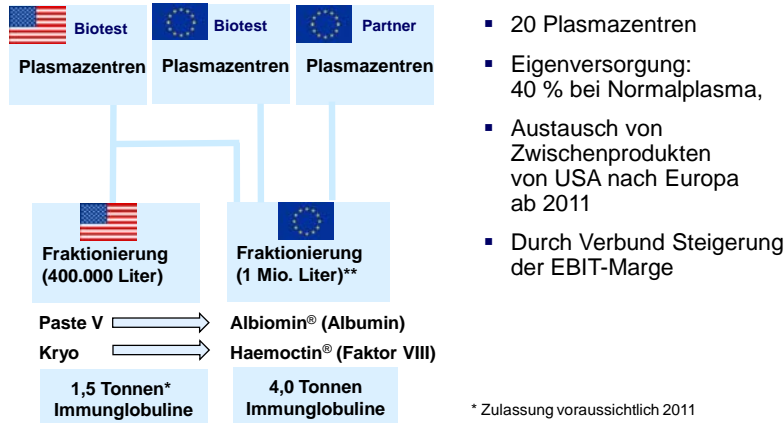 Biotest
Plasmazentren
Biotest
Plasmazentren
Partner
Plasmazentren
Fraktionierung
(400.000 Liter)
Fraktionierung
(1 Mio. Liter)**
Paste V
Albiomin® (Albumin)
Kryo
Haemoctin® (Faktor VIII)
1,5 Tonnen*
Immunglobuline
4,0 Tonnen
Immunglobuline
▪ 20 Plasmazentren
▪ Eigenversorgung:
40 % bei Normalplasma,
▪ Austausch von
Zwischenprodukten
von USA nach Europa
ab 2011
▪ Durch Verbund Steigerung
der EBIT-Marge
* Zulassung voraussichtlich 2011